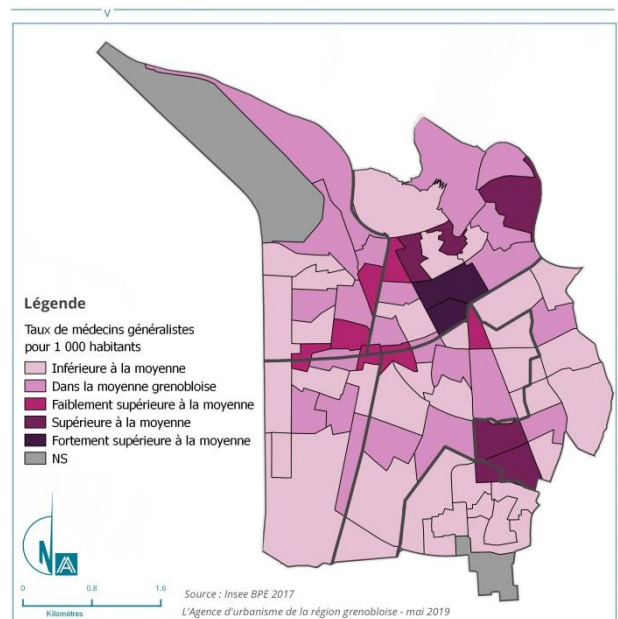 V
Légende
Taux de médecins généralistes
pour 1 000 habitants
Inférieure à la moyenne
Dans la moyenne grenobloise
Faiblement supérieure à la moyenne
Supérieure à la moyenne
Fortement supérieure à la moyenne
NS
N
0 0.8 1.6
Kilomètres
Source : Insee BPE 2017
L'Agence d'urbanisme de la région grenobloise - mai 2019